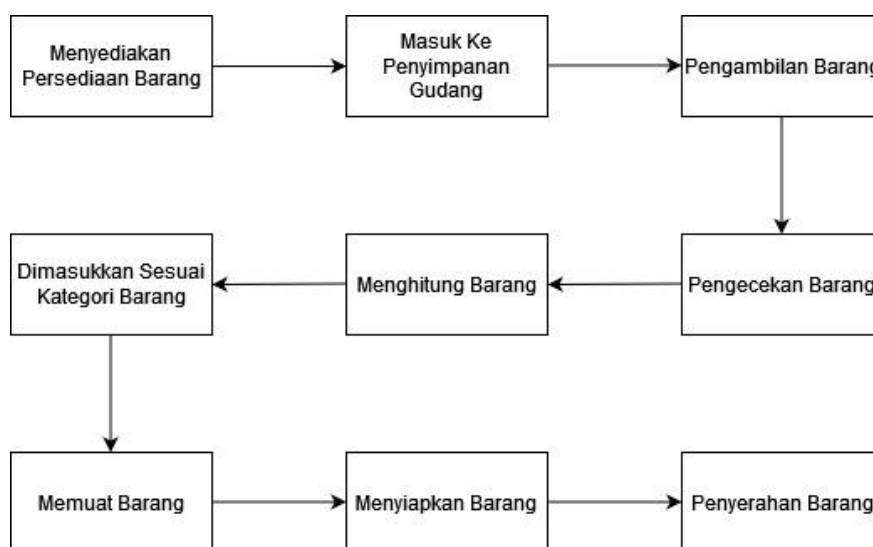 Menyediakan
Persediaan Barang
Masuk Ke
Penyimpanan
Gudang
Pengambilan Barang
Pengecekan Barang
Menghitung Barang
Dimasukkan Sesuai
Kategori Barang
Memuat Barang
Menyiapkan Barang
Penyerahan Barang